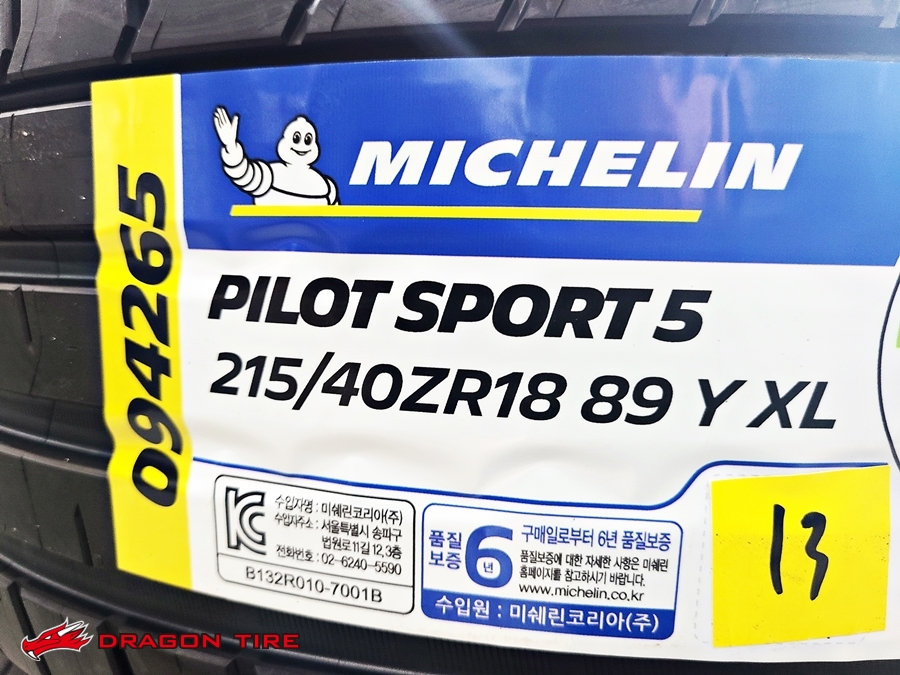 MICHELIN
094265
PILOT SPORT 5
215/40ZR18 89 Y XL
수입자명 : 미쉐린코리아(주)
수입자주소 : 서울특별시 송파구
법원로11길 12, 3층
전화번호 : 02-6240-5590
B132R010-7001B
품질
보증
6년
구매일로부터 6년 품질보증
품질보증에 대한 자세한 사항은 미쉐린
홈페이지를 참고하시기 바랍니다.
www.michelin.co.kr
수입원 : 미쉐린코리아(주)
13
DRAGON TIRE